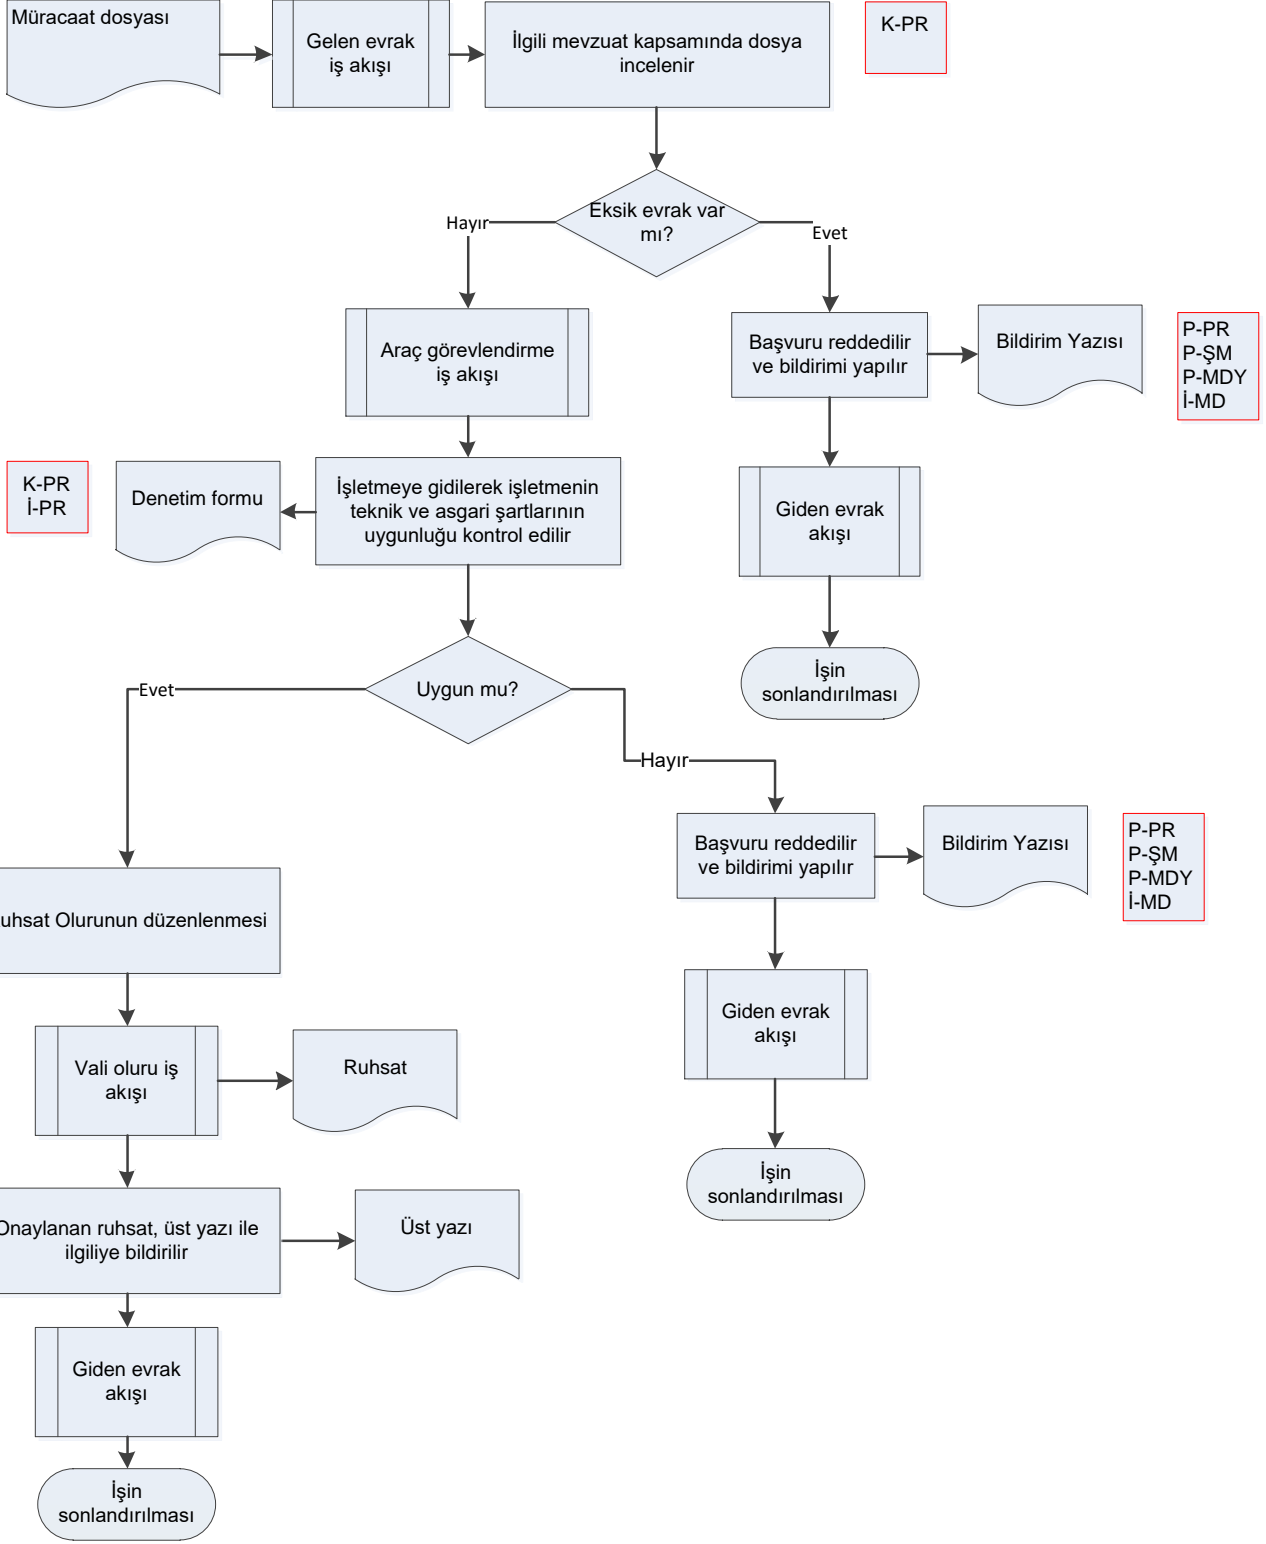 Müracaat dosyası
Gelen evrak
iş akışı
İlgili mevzuat kapsamında dosya
incelenir
K-PR
Eksik evrak var
mı?
Hayır
Evet
Araç görevlendirme
iş akışı
Başvuru reddedilir
ve bildirimi yapılır
Bildirim Yazısı
P-PR
P-ŞM
P-MDY
İ-MD
K-PR
İ-PR
Denetim formu
İşletmeye gidilerek işletmenin
teknik ve asgari şartlarının
uygunluğu kontrol edilir
Giden evrak
akışı
İşin
sonlandırılması
Uygun mu?
Evet
Hayır
Başvuru reddedilir
ve bildirimi yapılır
Bildirim Yazısı
P-PR
P-ŞM
P-MDY
İ-MD
uhsat Olurunun düzenlenmesi
Giden evrak
akışı
Vali oluru iş
akışı
Ruhsat
İşin
sonlandırılması
Onaylanan ruhsat, üst yazı ile
ilgiliye bildirilir
Üst yazı
Giden evrak
akışı
İşin
sonlandırılması